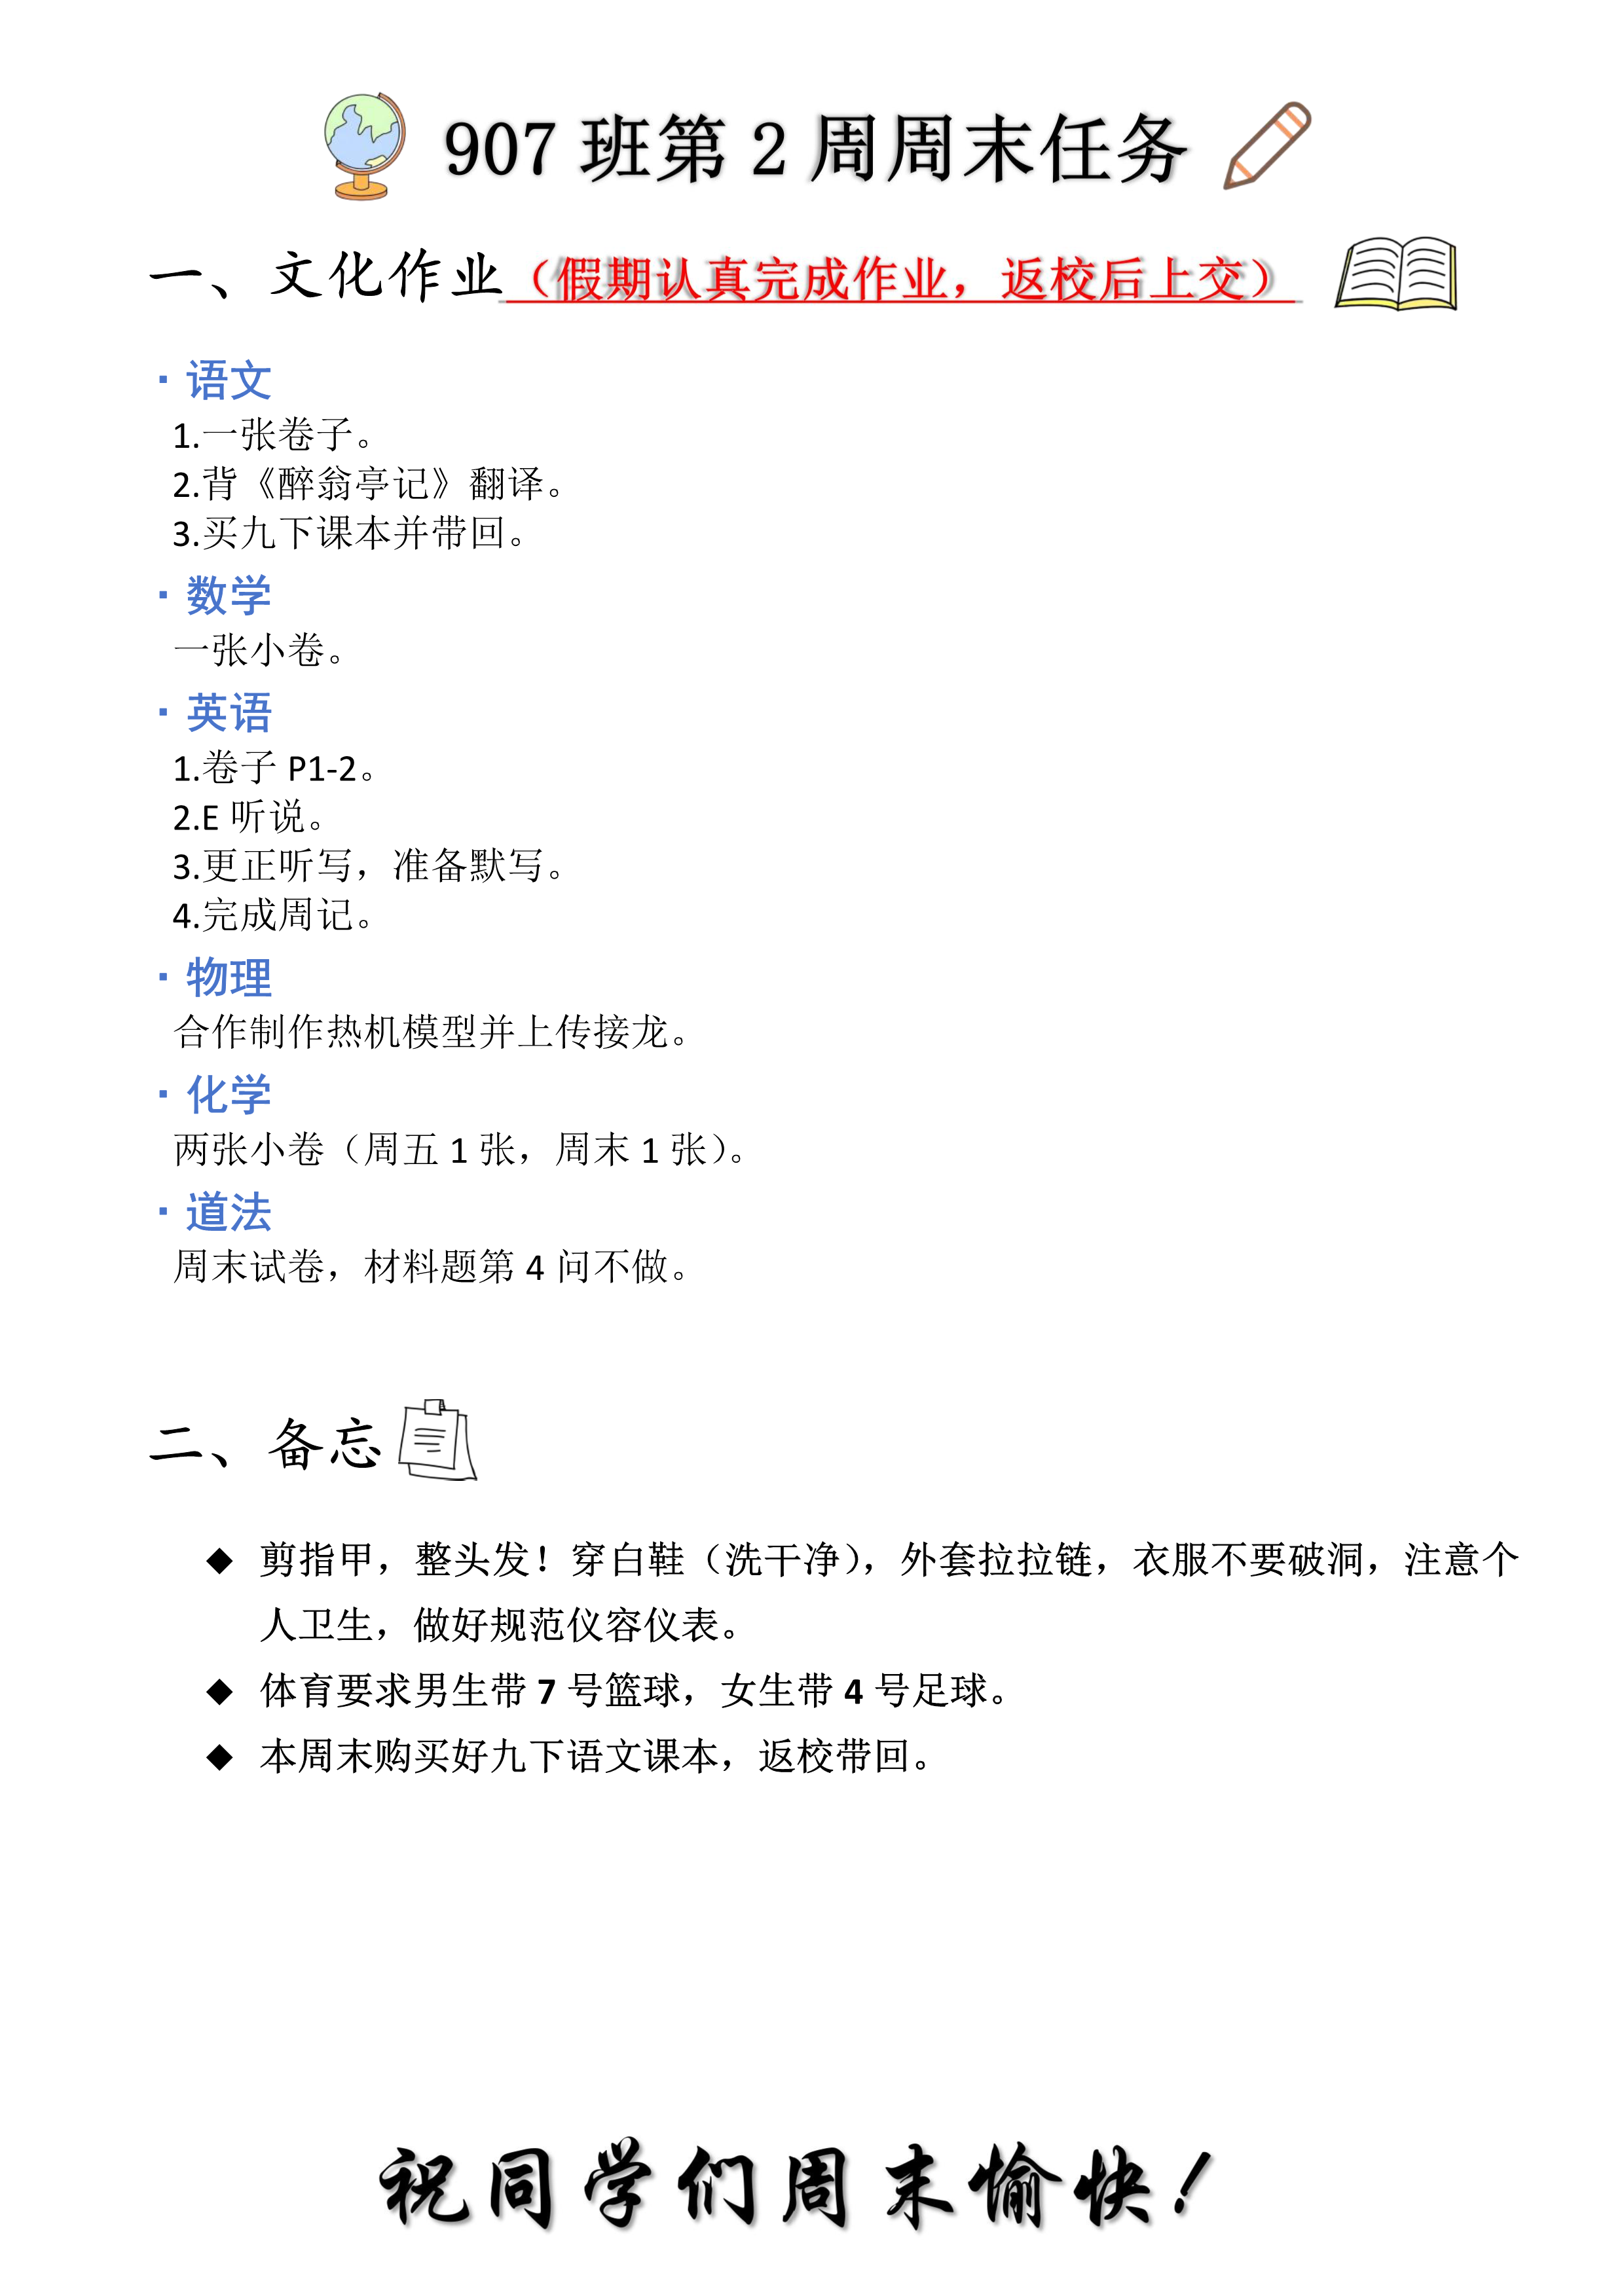 907 班第 2 周周末任务
一、文化作业（假期认真完成作业，返校后上交）
· 语文
1.一张卷子。
2.背《醉翁亭记》翻译。
3.买九下课本并带回。
· 数学
一张小卷。
· 英语
1.卷子 P1-2。
2.E 听说。
3.更正听写，准备默写。
4.完成周记。
· 物理
合作制作热机模型并上传接龙。
· 化学
两张小卷（周五 1 张，周末 1 张）。
· 道法
周末试卷，材料题第 4 问不做。
二、备忘
◆ 剪指甲，整头发！穿白鞋（洗干净），外套拉拉链，衣服不要破洞，注意个
人卫生，做好规范仪容仪表。
◆ 体育要求男生带 7 号篮球，女生带 4 号足球。
◆ 本周末购买好九下语文课本，返校带回。
祝同学们周末愉快！